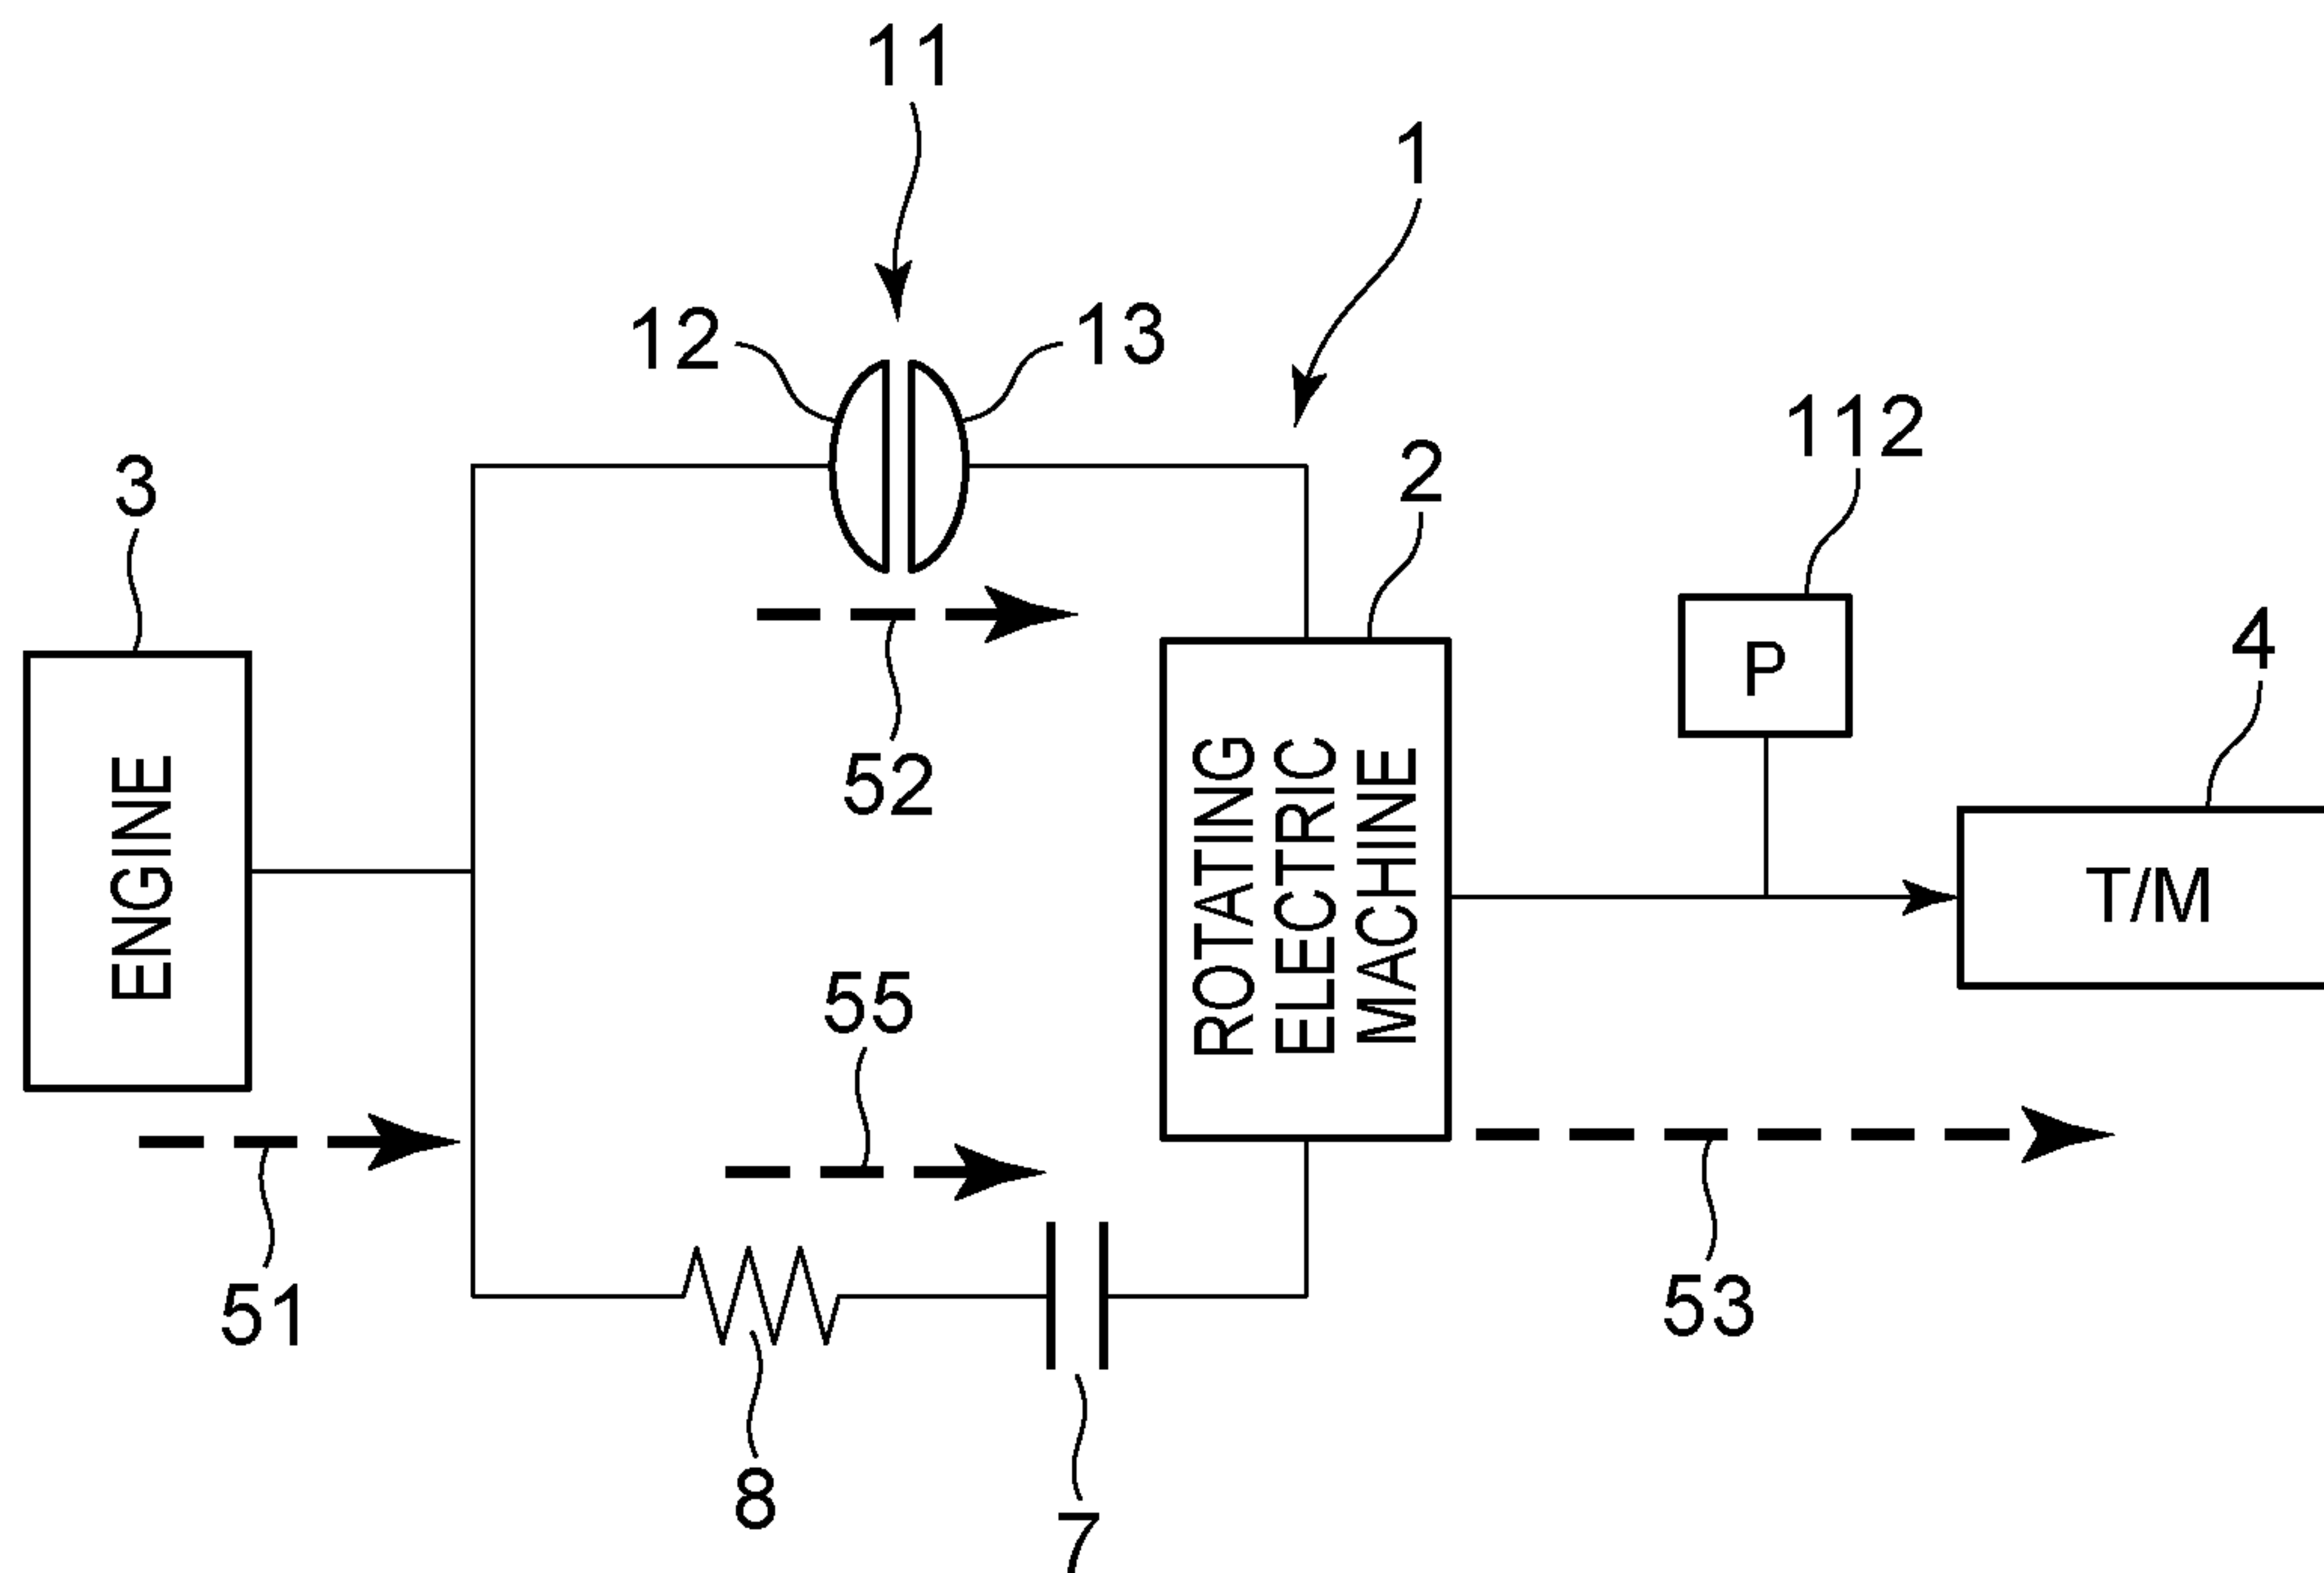 11
1
12
13
112
3
2
P
4
52
ENGINE
ROTATING
ELECTRIC
MACHINE
T/M
55
51
53
8
7